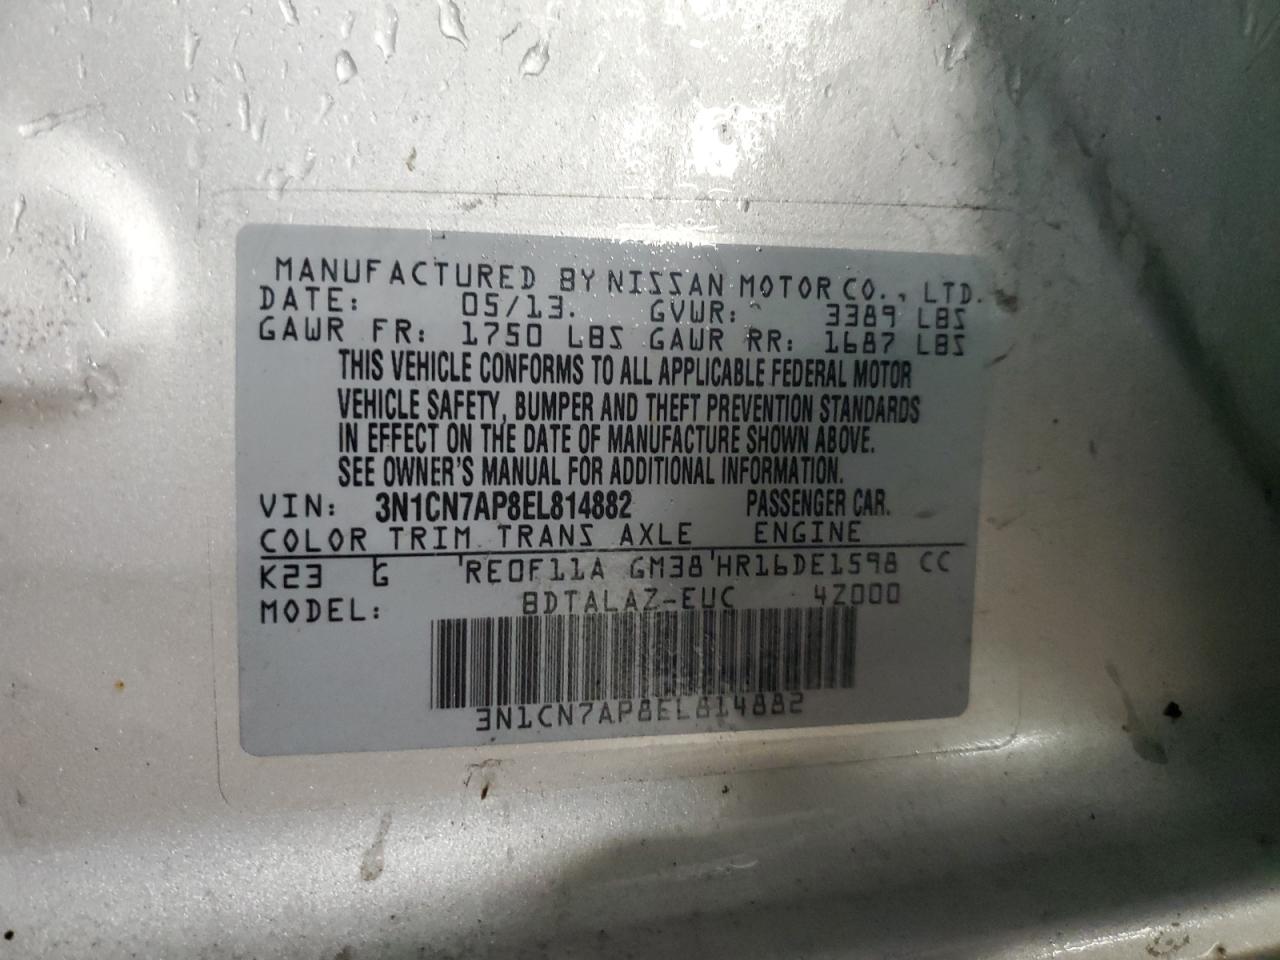 MANUFACTURED BY NISSAN MOTOR CO., LTD.
DATE: 05/13. GVWR: 3389 LBS
GAWR FR: 1750 LBS GAWR RR: 1687 LBS
THIS VEHICLE CONFORMS TO ALL APPLICABLE FEDERAL MOTOR
VEHICLE SAFETY, BUMPER AND THEFT PREVENTION STANDARDS
IN EFFECT ON THE DATE OF MANUFACTURE SHOWN ABOVE.
SEE OWNER'S MANUAL FOR ADDITIONAL INFORMATION.
VIN: 3N1CN7AP8EL814882 PASSENGER CAR.
COLOR TRIM TRANS AXLE ENGINE
K23 G RE0F11A GM38 HR16DE1598 CC
MODEL: BDTALAZ-EUC 4Z000
3N1CN7AP8EL814882